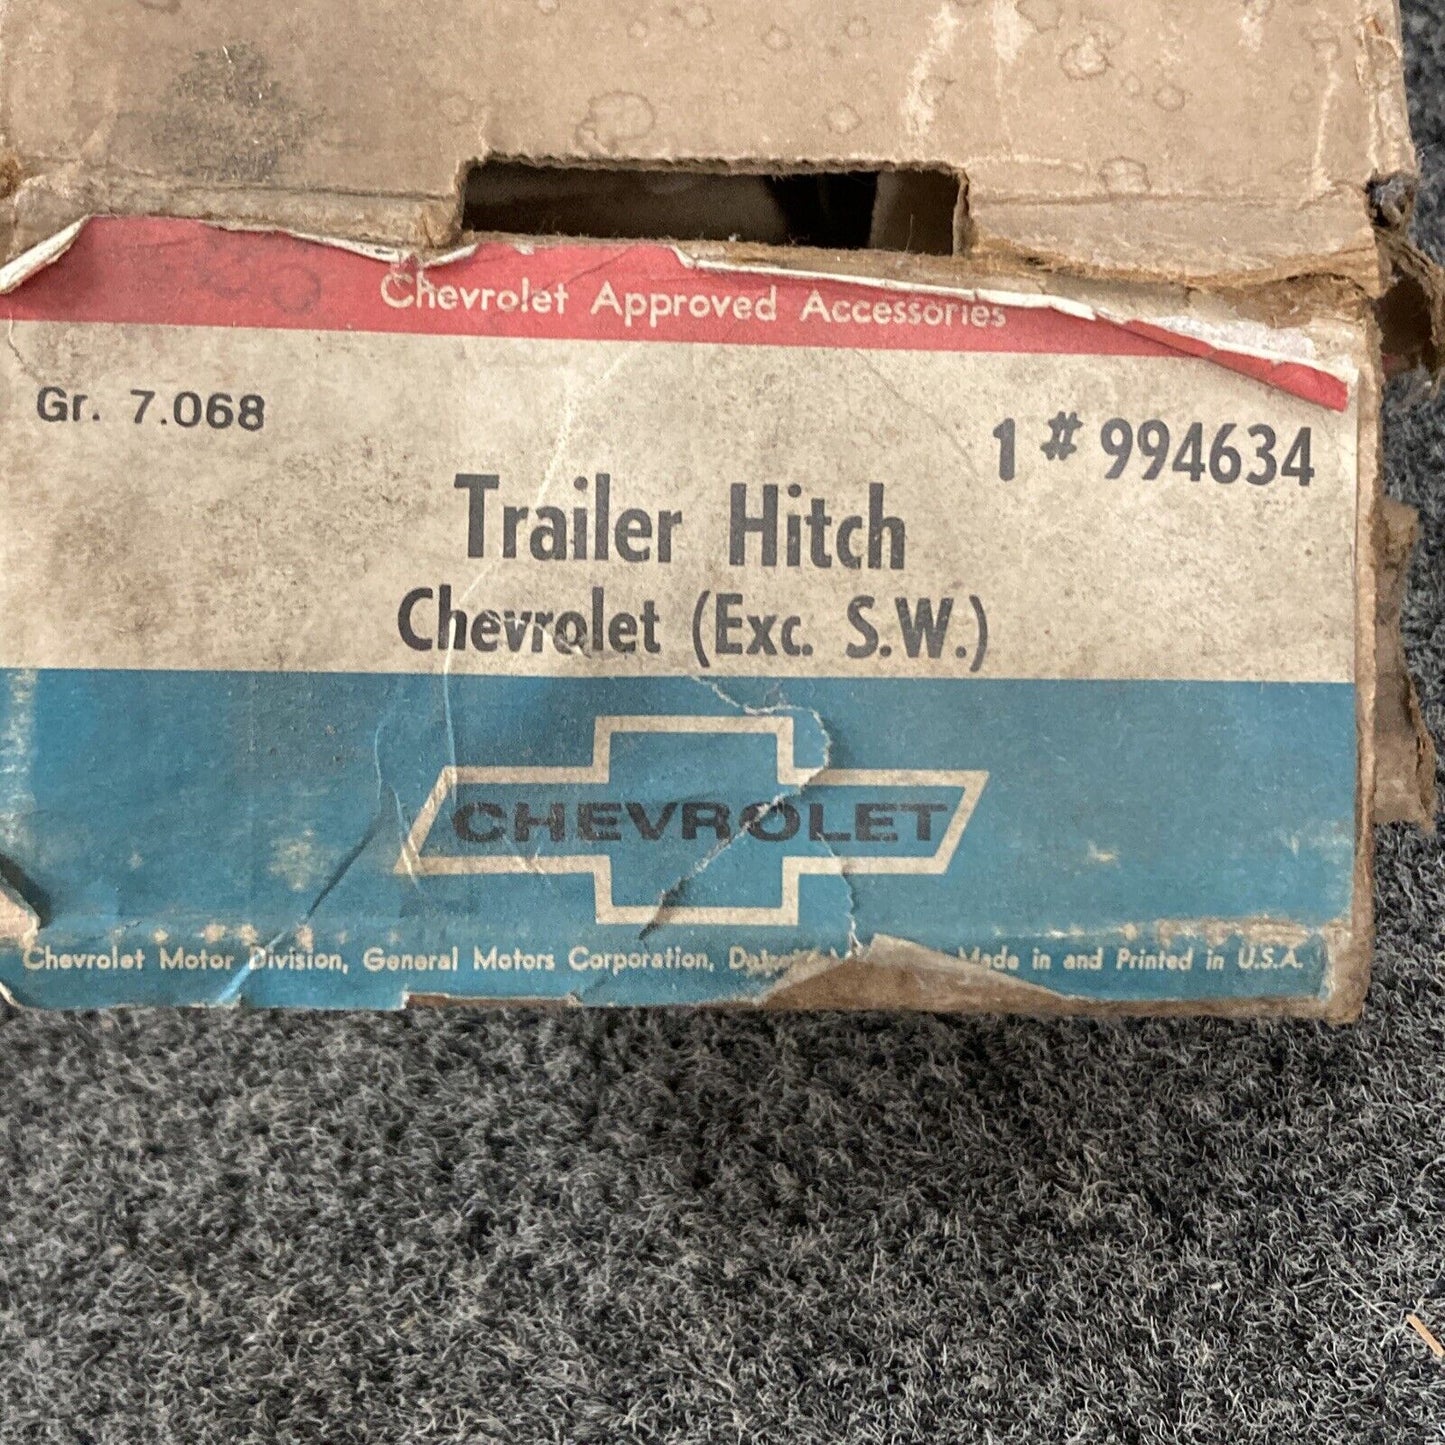 Chevrolet Approved Accessories
Gr. 7.068
1 # 994634
Trailer Hitch
Chevrolet (Exc. S.W.)
CHEVROLET
Chevrolet Motor Division, General Motors Corporation, Made in and Printed in U.S.A.